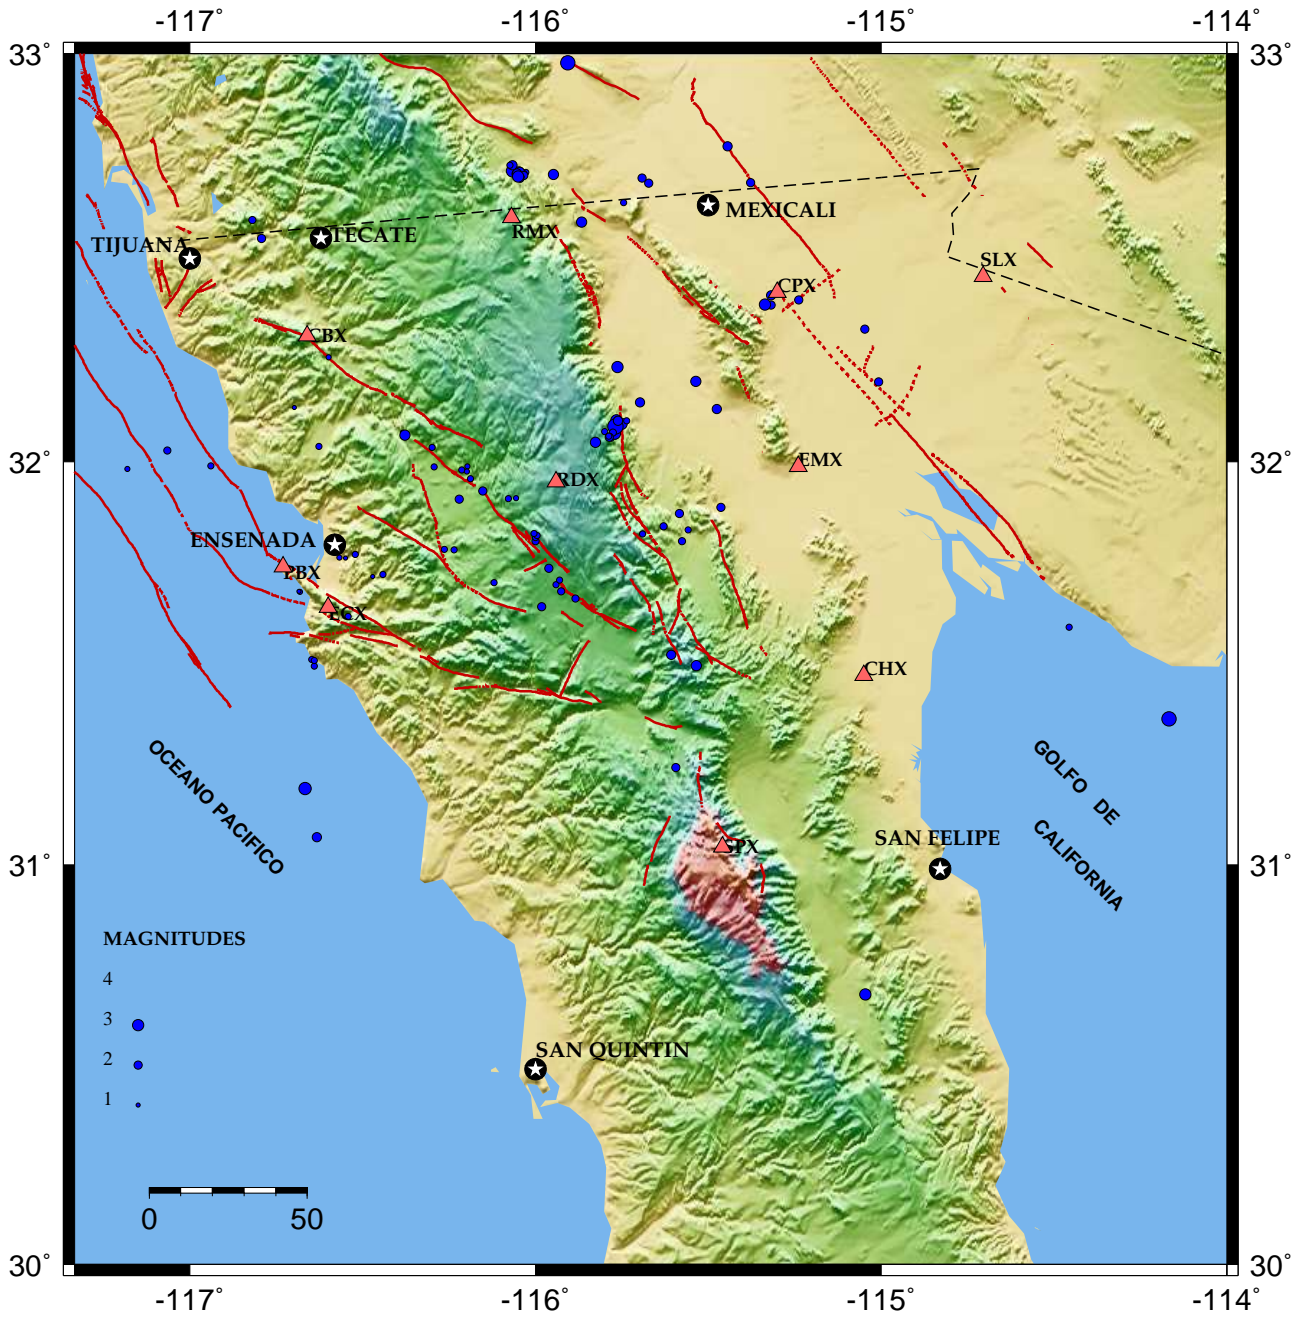 -117° -116° -115° -114°
33° 33°
MEXICALI
RMX
TECATE
TIJUANA
SLX
CPX
CBX
32° 32°
EMX
RDX
ENSENADA
PBX
CHX
OCEANO PACIFICO
GOLFO DE
CALIFORNIA
SAN FELIPE
SPX
31° 31°
MAGNITUDES
4
3
2
1
SAN QUINTIN
0 50
30° 30°
-117° -116° -115° -114°